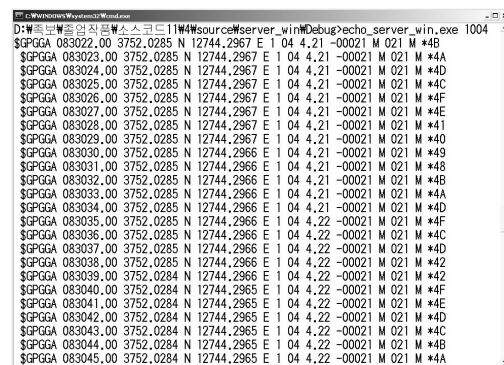 C:₩WINDOWS₩system32₩cmd.exe
D:₩족보₩졸업작품₩소스코드11₩4₩source₩server_win₩Debug>echo_server_win.exe 1004
$GPGGA 083022.00 3752.0285 N 12744.2967 E 1 04 4.21 -00021 M 021 M *4B
$GPGGA 083023.00 3752.0285 N 12744.2967 E 1 04 4.21 -00021 M 021 M *4A
$GPGGA 083024.00 3752.0285 N 12744.2967 E 1 04 4.21 -00021 M 021 M *4D
$GPGGA 083025.00 3752.0285 N 12744.2967 E 1 04 4.21 -00021 M 021 M *4C
$GPGGA 083026.00 3752.0285 N 12744.2967 E 1 04 4.21 -00021 M 021 M *4F
$GPGGA 083027.00 3752.0285 N 12744.2967 E 1 04 4.21 -00021 M 021 M *4E
$GPGGA 083028.00 3752.0285 N 12744.2967 E 1 04 4.21 -00021 M 021 M *41
$GPGGA 083029.00 3752.0285 N 12744.2967 E 1 04 4.21 -00021 M 021 M *40
$GPGGA 083030.00 3752.0285 N 12744.2966 E 1 04 4.21 -00021 M 021 M *49
$GPGGA 083031.00 3752.0285 N 12744.2966 E 1 04 4.21 -00021 M 021 M *48
$GPGGA 083032.00 3752.0285 N 12744.2966 E 1 04 4.21 -00021 M 021 M *4B
$GPGGA 083033.00 3752.0285 N 12744.2966 E 1 04 4.21 -00021 M 021 M *4A
$GPGGA 083034.00 3752.0285 N 12744.2966 E 1 04 4.21 -00021 M 021 M *4D
$GPGGA 083035.00 3752.0285 N 12744.2966 E 1 04 4.22 -00021 M 021 M *4F
$GPGGA 083036.00 3752.0285 N 12744.2966 E 1 04 4.22 -00021 M 021 M *4C
$GPGGA 083037.00 3752.0285 N 12744.2966 E 1 04 4.22 -00021 M 021 M *4D
$GPGGA 083038.00 3752.0285 N 12744.2966 E 1 04 4.22 -00021 M 021 M *42
$GPGGA 083039.00 3752.0284 N 12744.2966 E 1 04 4.22 -00021 M 021 M *42
$GPGGA 083040.00 3752.0284 N 12744.2965 E 1 04 4.22 -00021 M 021 M *4F
$GPGGA 083041.00 3752.0284 N 12744.2965 E 1 04 4.22 -00021 M 021 M *4E
$GPGGA 083042.00 3752.0284 N 12744.2965 E 1 04 4.22 -00021 M 021 M *4D
$GPGGA 083043.00 3752.0284 N 12744.2965 E 1 04 4.22 -00021 M 021 M *4C
$GPGGA 083044.00 3752.0284 N 12744.2965 E 1 04 4.22 -00021 M 021 M *4B
$GPGGA 083045.00 3752.0284 N 12744.2965 E 1 04 4.22 -00021 M 021 M *4A